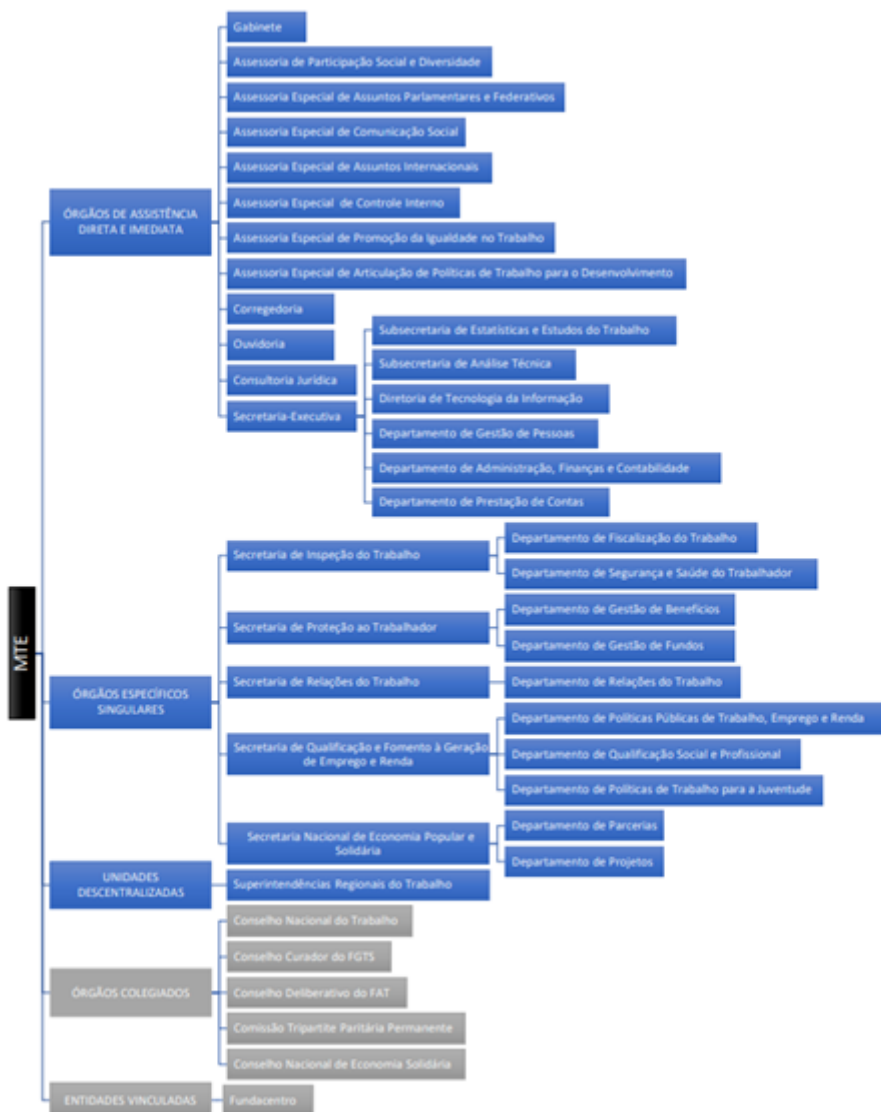 MTE
ÓRGÃOS DE ASSISTÊNCIA
DIRETA E IMEDIATA
Gabinete
Assessoria de Participação Social e Diversidade
Assessoria Especial de Assuntos Parlamentares e Federativos
Assessoria Especial de Comunicação Social
Assessoria Especial de Assuntos Internacionais
Assessoria Especial de Controle Interno
Assessoria Especial de Promoção da Igualdade no Trabalho
Assessoria Especial de Articulação de Políticas de Trabalho para o Desenvolvimento
Corregedoria
Ouvidoria
Consultoria Jurídica
Secretaria-Executiva
Subsecretaria de Estatísticas e Estudos do Trabalho
Subsecretaria de Análise Técnica
Diretoria de Tecnologia da Informação
Departamento de Gestão de Pessoas
Departamento de Administração, Finanças e Contabilidade
Departamento de Prestação de Contas
ÓRGÃOS ESPECÍFICOS
SINGULARES
Secretaria de Inspeção do Trabalho
Departamento de Fiscalização do Trabalho
Departamento de Segurança e Saúde do Trabalhador
Secretaria de Proteção ao Trabalhador
Departamento de Gestão de Benefícios
Departamento de Gestão de Fundos
Secretaria de Relações do Trabalho
Departamento de Relações do Trabalho
Secretaria de Qualificação e Fomento à Geração
de Emprego e Renda
Departamento de Políticas Públicas de Trabalho, Emprego e Renda
Departamento de Qualificação Social e Profissional
Departamento de Políticas de Trabalho para a Juventude
Secretaria Nacional de Economia Popular e
Solidária
Departamento de Parcerias
Departamento de Projetos
UNIDADES
DESCENTRALIZADAS
Superintendências Regionais do Trabalho
ÓRGÃOS COLEGIADOS
Conselho Nacional do Trabalho
Conselho Curador do FGTS
Conselho Deliberativo do FAT
Comissão Tripartite Paritária Permanente
Conselho Nacional de Economia Solidária
ENTIDADES VINCULADAS
Fundacentro